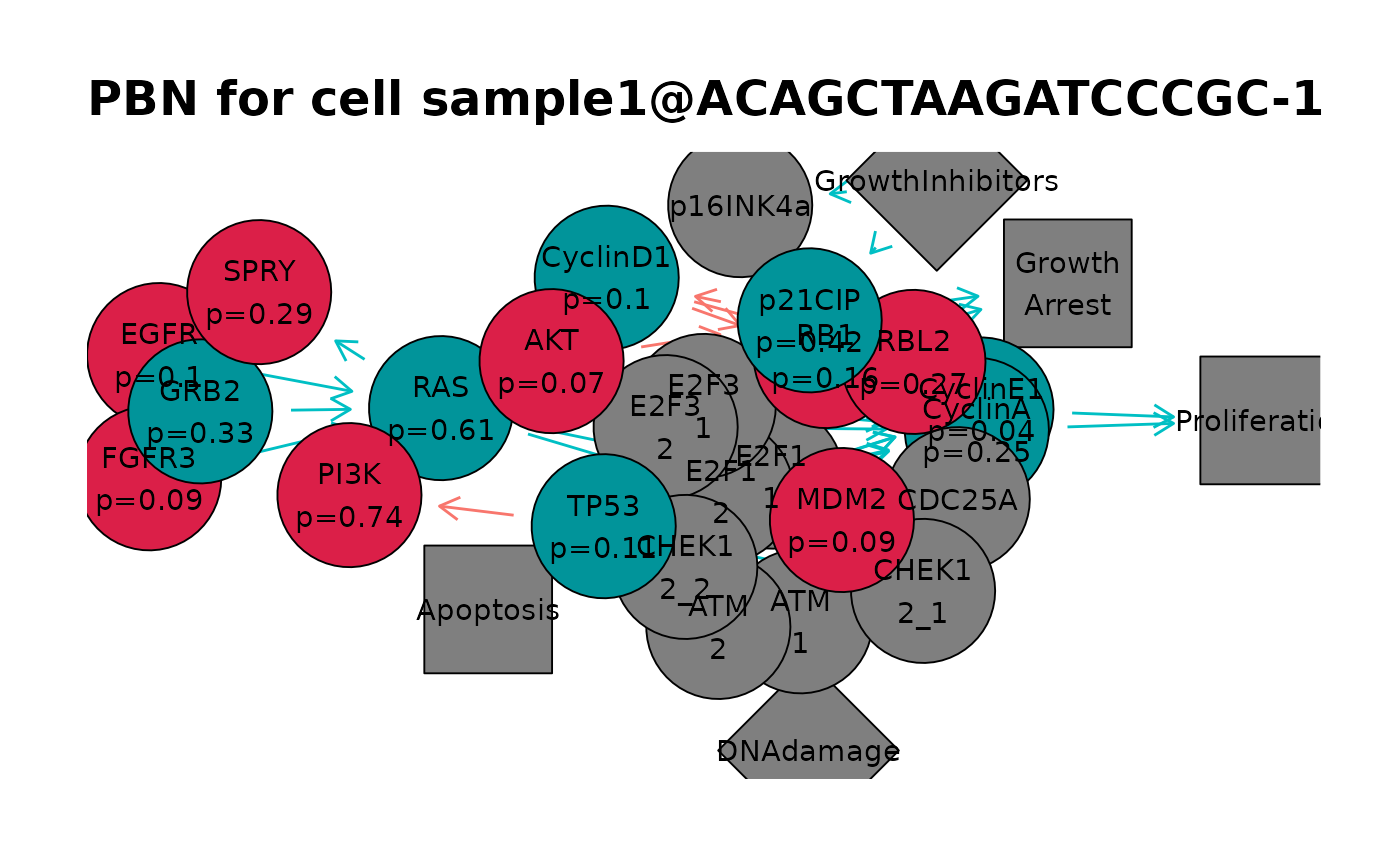 PBN for cell sample1@ACAGCTAAGATCCCGC-1
GrowthInhibitors
p16INK4a
SPRY
p=0.29
CyclinD1
p=0.1
Growth
Arrest
p21CIP
p=0.42
RB1
p=0.16
RBL2
p=0.27
EGFR
p=0.1
AKT
p=0.07
GRB2
p=0.33
RAS
p=0.61
E2F3
1
E2F3
2
CyclinE1
p=0.04
CyclinA
p=0.25
Proliferatio
FGFR3
p=0.09
PI3K
p=0.74
E2F1
1
E2F1
2
MDM2
p=0.09
CDC25A
TP53
p=0.11
CHEK1
2_2
CHEK1
2_1
Apoptosis
ATM
2
ATM
1
DNAdamage